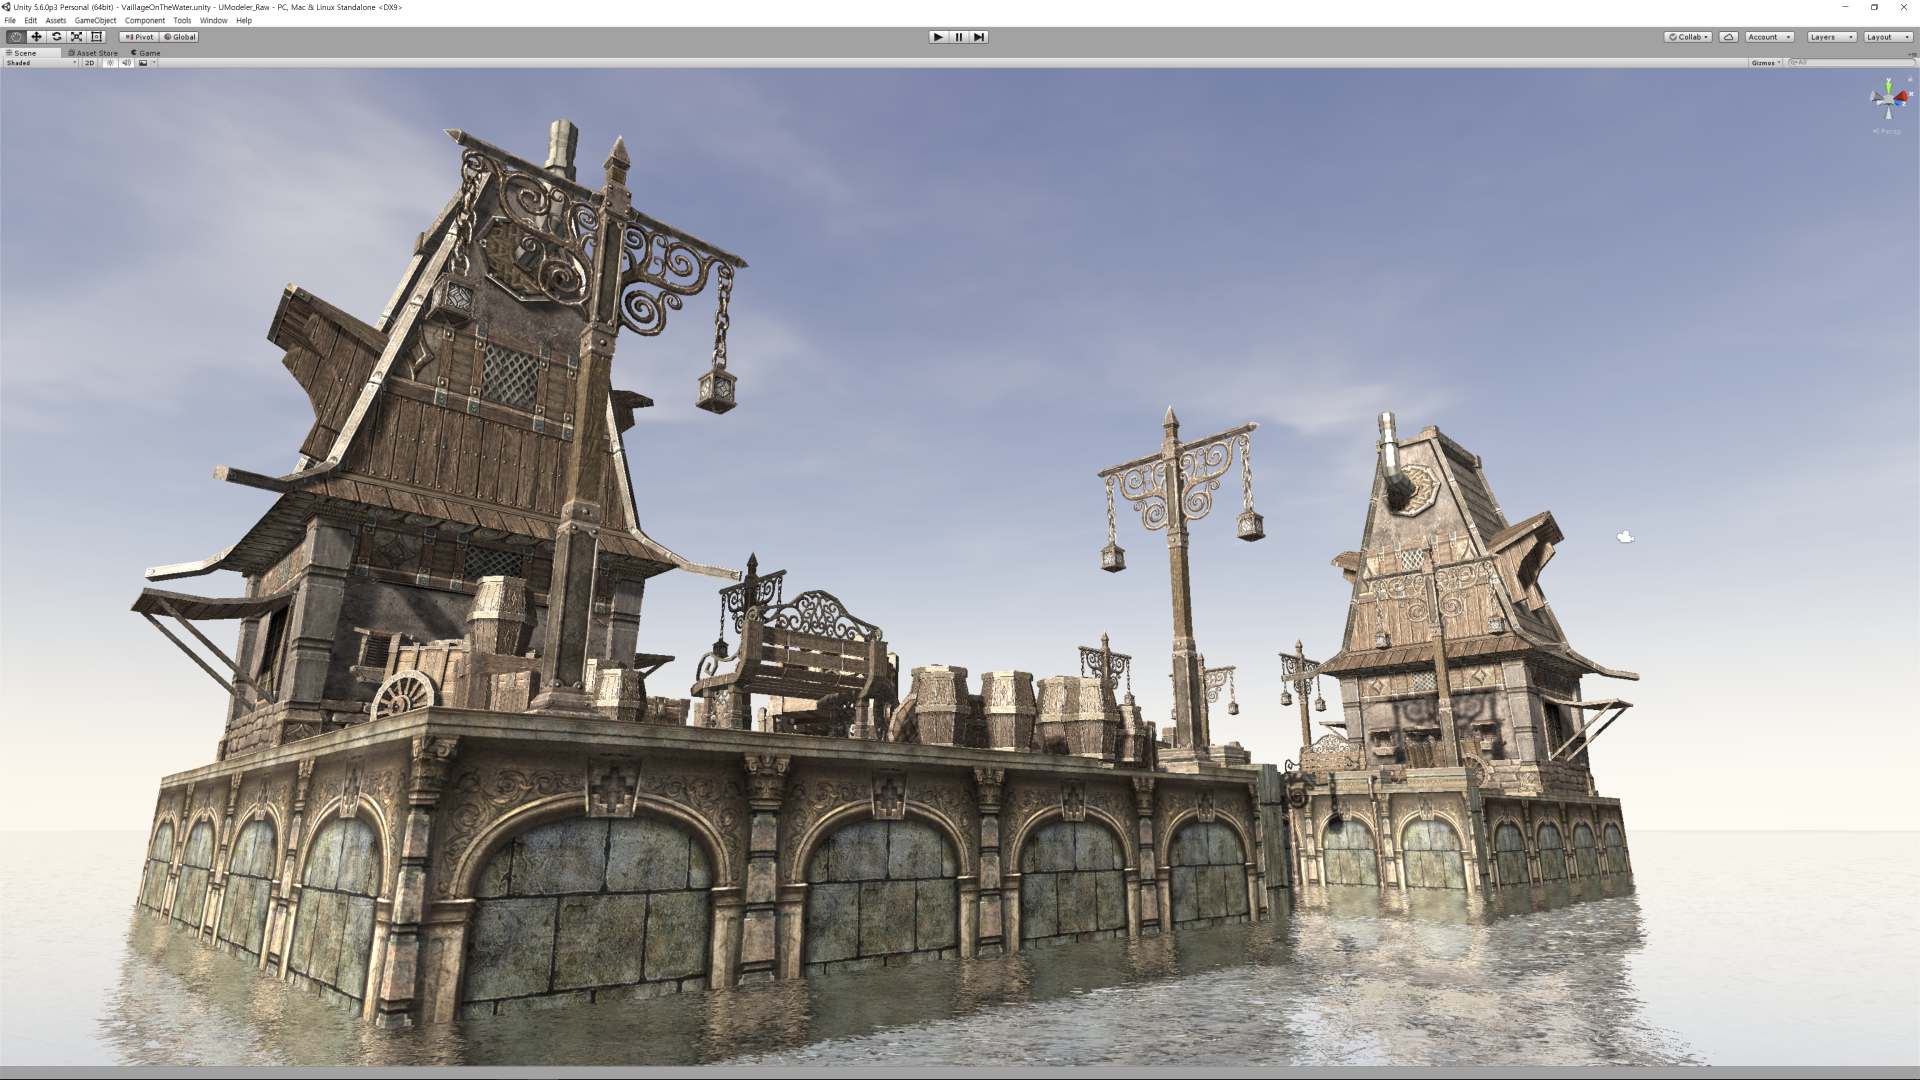 Unity 5.6.0p3 Personal (64bit) - VaillageOnTheWater.unity - UModeler_Raw - PC, Mac & Linux Standalone <DX9>
File Edit Assets GameObject Component Tools Window Help
Pivot Global Collab Account Layers Layout
Scene Asset Store Game
Shaded 2D Gizmos All
y
x
z
Persp